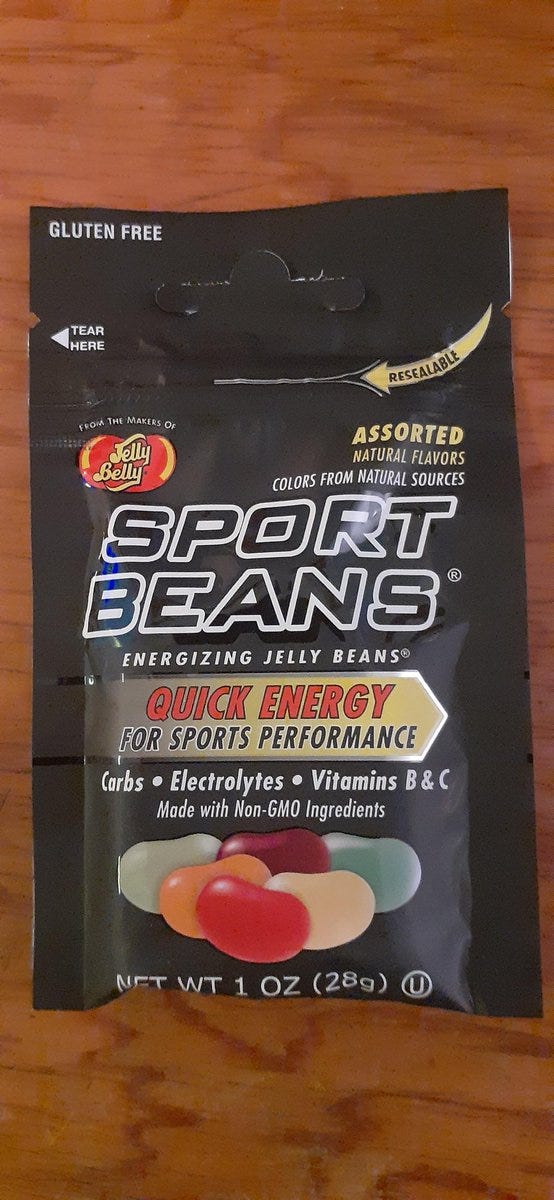 GLUTEN FREE
TEAR
HERE
RESEALABLE
FROM THE MAKERS OF
Jelly
Belly
ASSORTED
NATURAL FLAVORS
COLORS FROM NATURAL SOURCES
SPORT
BEANS®
ENERGIZING JELLY BEANS®
QUICK ENERGY
FOR SPORTS PERFORMANCE
Carbs • Electrolytes • Vitamins B & C
Made with Non-GMO Ingredients
NET WT 1 OZ (28g) U